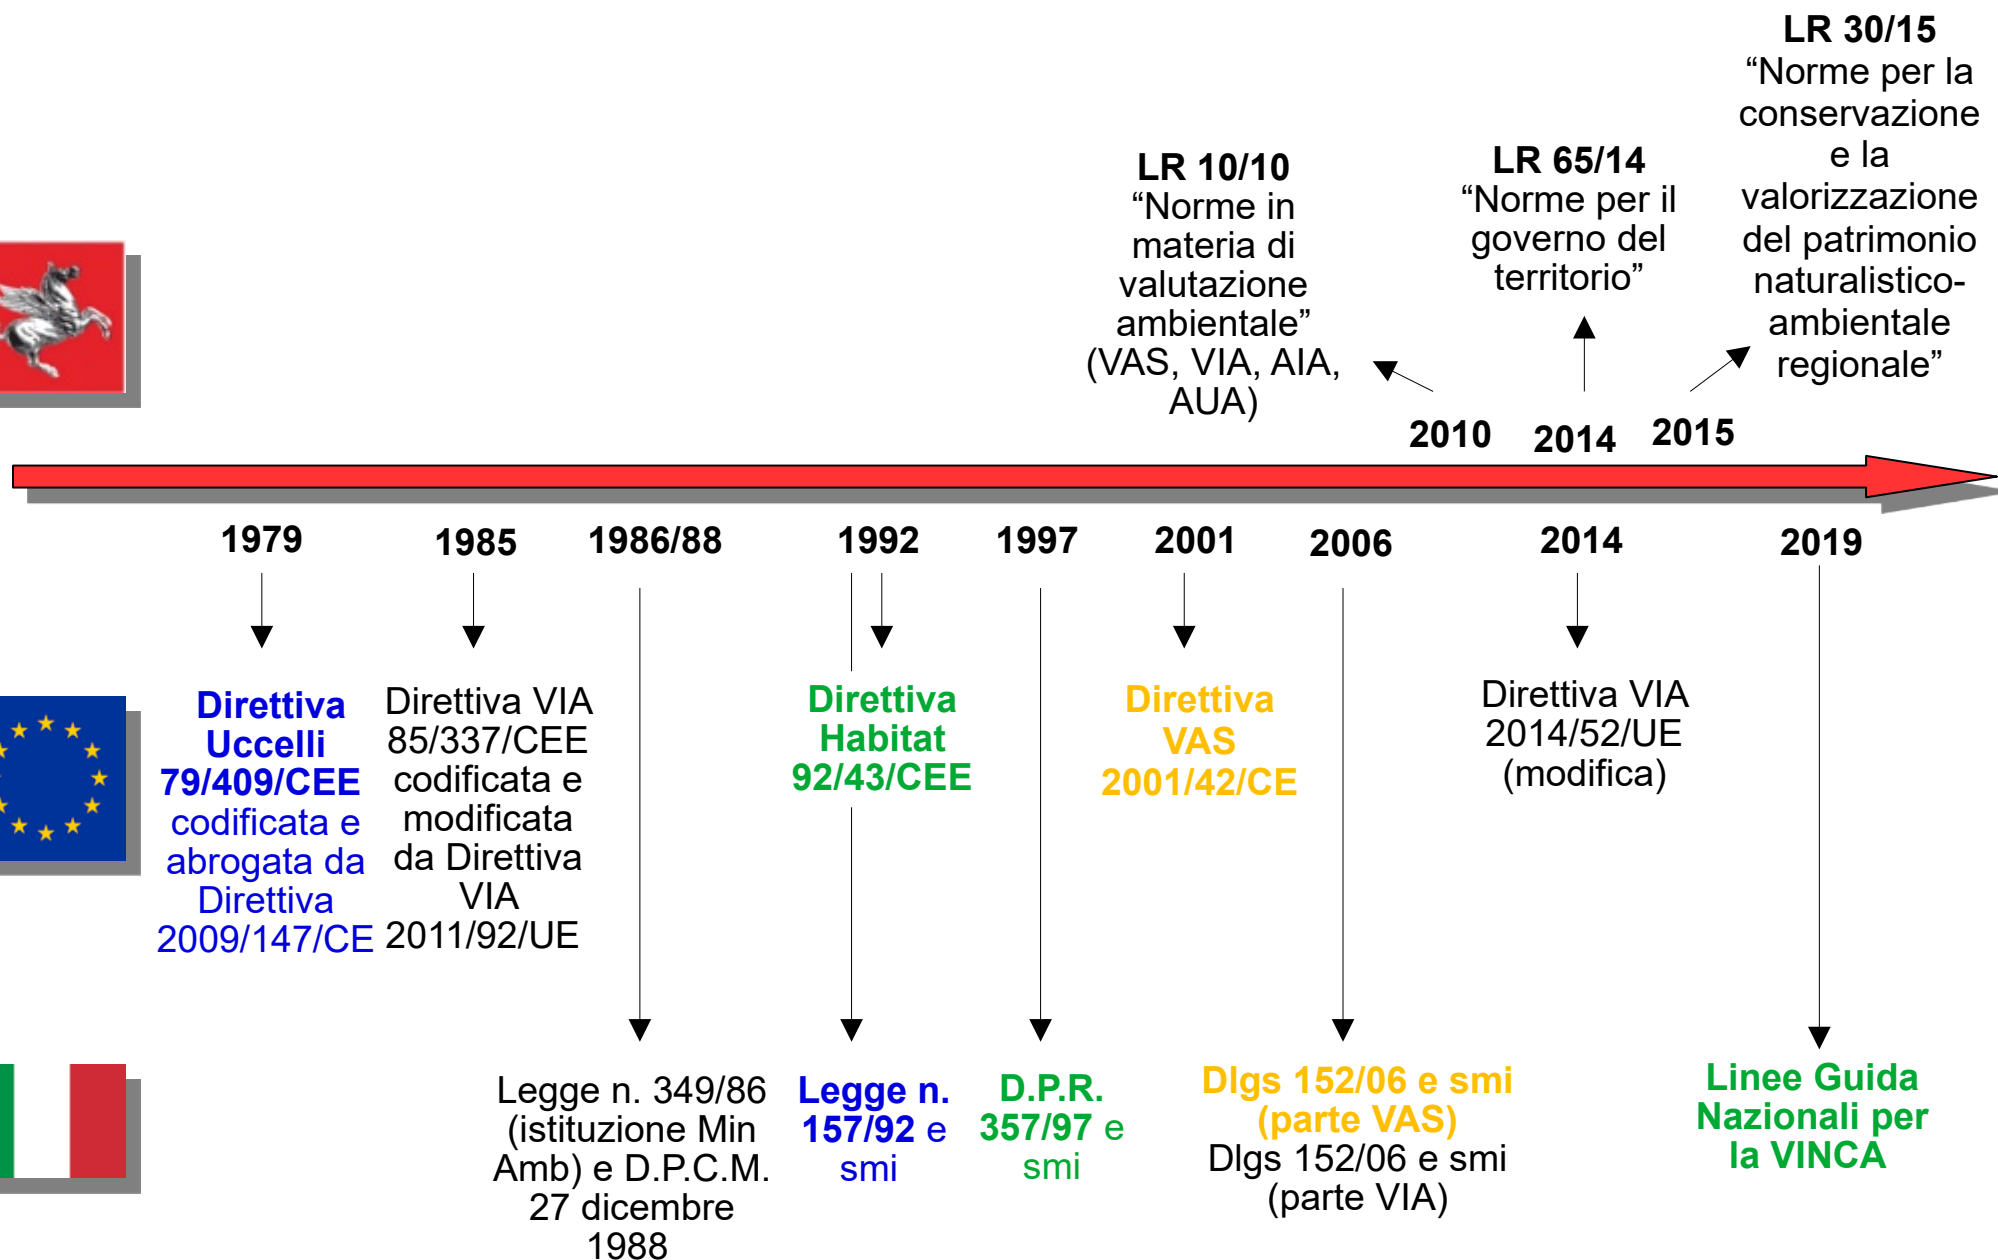 LR 30/15
“Norme per la
conservazione
e la
valorizzazione
del patrimonio
naturalistico-
ambientale
regionale”
LR 10/10
“Norme in
materia di
valutazione
ambientale”
(VAS, VIA, AIA,
AUA)
LR 65/14
“Norme per il
governo del
territorio”
2010
2014
2015
1979
1985
1986/88
1992
1997
2001
2006
2014
2019
Direttiva
Uccelli
79/409/CEE
codificata e
abrogata da
Direttiva
2009/147/CE
Direttiva VIA
85/337/CEE
codificata e
modificata
da Direttiva
VIA
2011/92/UE
Direttiva
Habitat
92/43/CEE
Direttiva
VAS
2001/42/CE
Direttiva VIA
2014/52/UE
(modifica)
Legge n. 349/86
(istituzione Min
Amb) e D.P.C.M.
27 dicembre
1988
Legge n.
157/92 e
smi
D.P.R.
357/97 e
smi
Dlgs 152/06 e smi
(parte VAS)
Dlgs 152/06 e smi
(parte VIA)
Linee Guida
Nazionali per
la VINCA